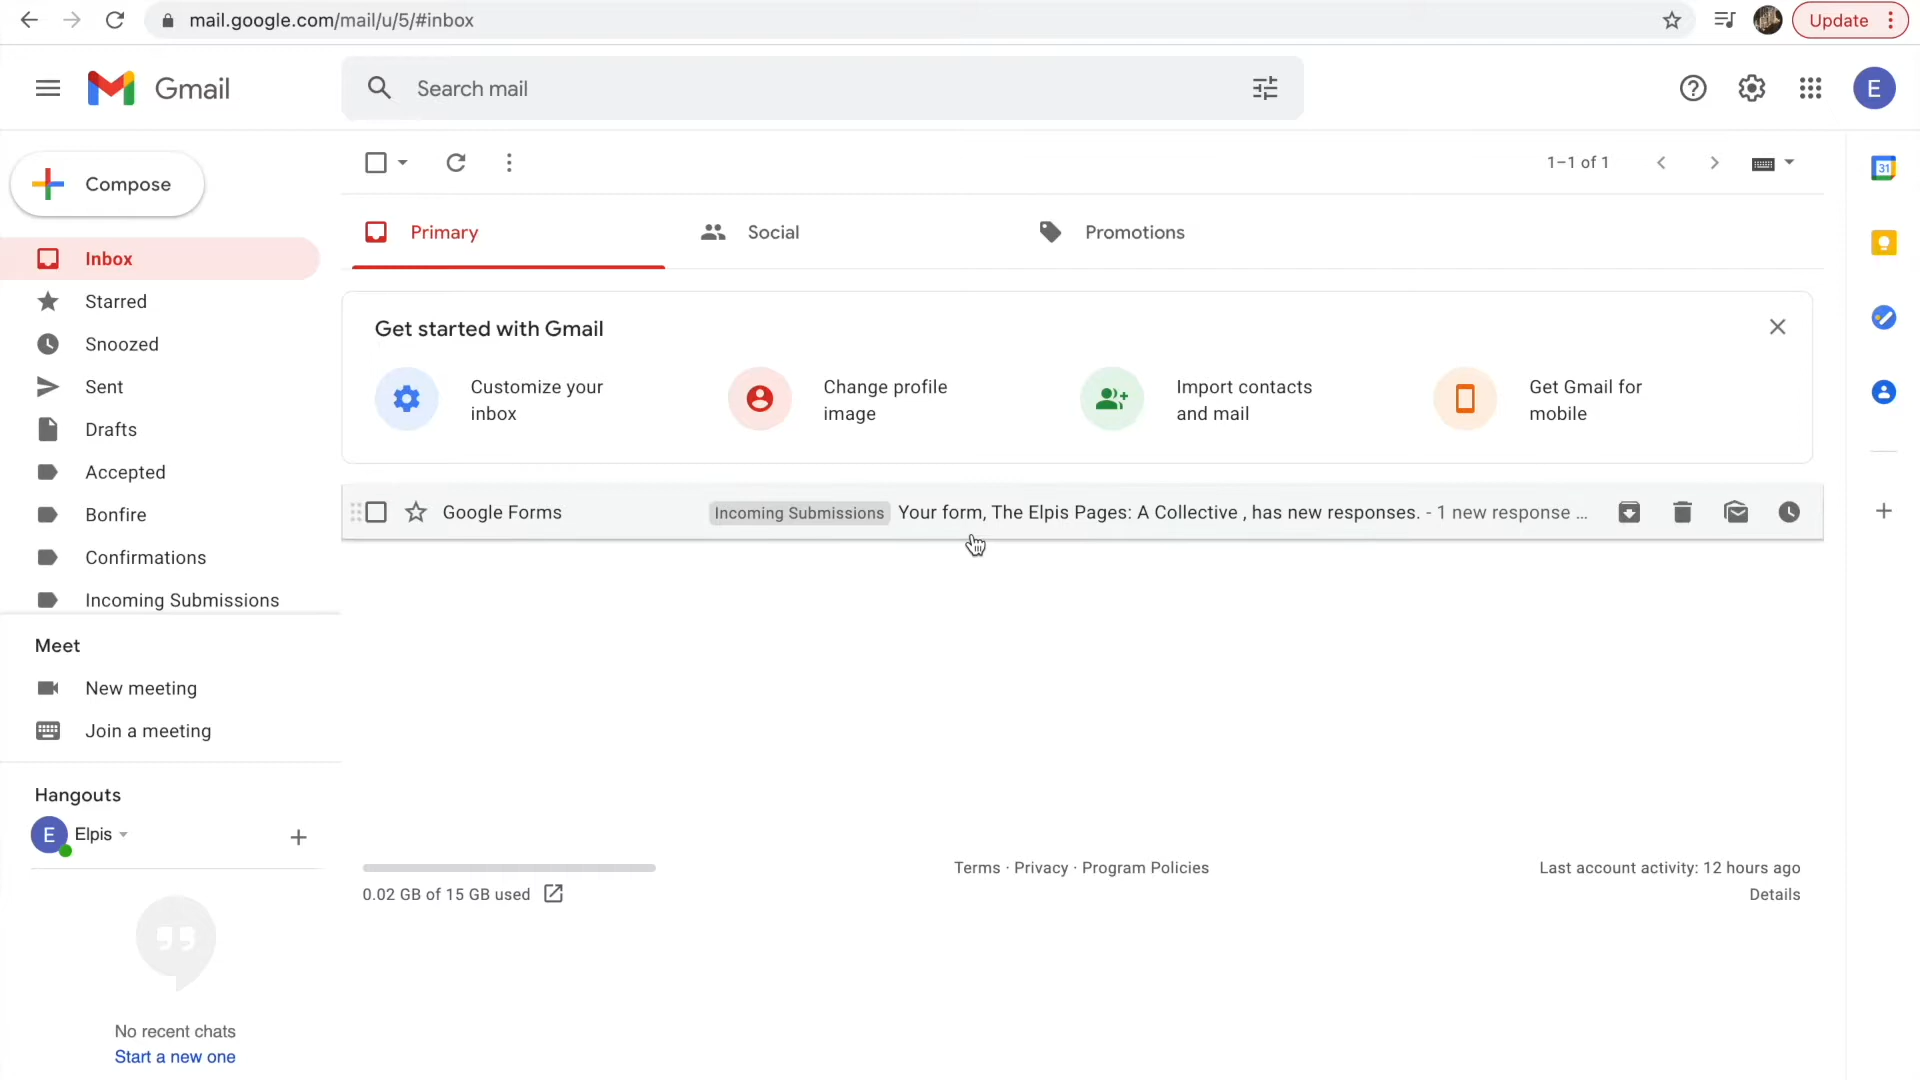 mail.google.com/mail/u/5/#inbox
Update
Gmail
Search mail
E
Compose
1–1 of 1
31
Primary
Social
Promotions
Inbox
Starred
Snoozed
Sent
Drafts
Accepted
Bonfire
Confirmations
Incoming Submissions
Get started with Gmail
Customize your
inbox
Change profile
image
Import contacts
and mail
Get Gmail for
mobile
Google Forms
Incoming Submissions Your form, The Elpis Pages: A Collective , has new responses. - 1 new response ...
Meet
New meeting
Join a meeting
Hangouts
E Elpis
No recent chats
Start a new one
0.02 GB of 15 GB used
Terms · Privacy · Program Policies
Last account activity: 12 hours ago
Details